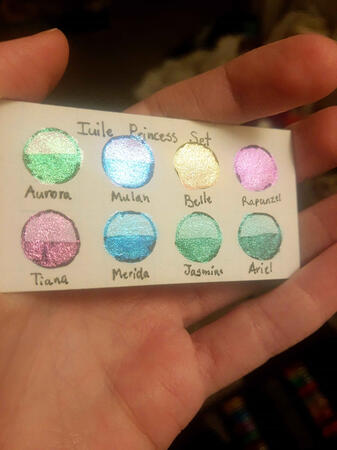 Iuile Princess Set
Aurora Mulan Belle Rapunzel
Tiana Merida Jasmine Ariel